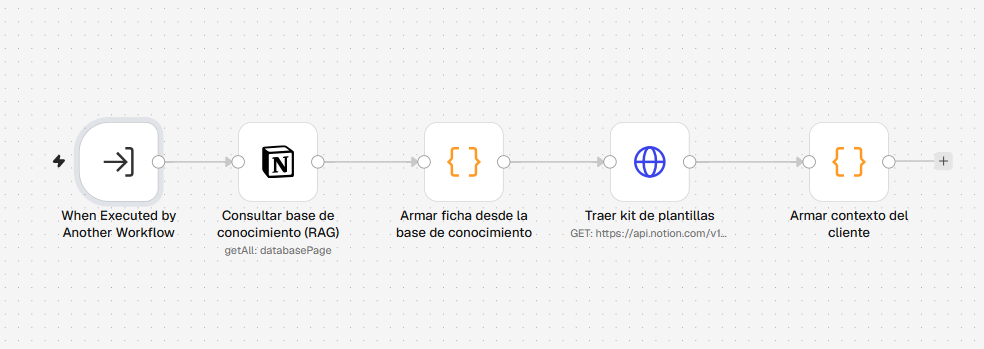 When Executed by
Another Workflow
Consultar base de
conocimiento (RAG)
getAll: databasePage
Armar ficha desde la
base de conocimiento
Traer kit de plantillas
GET: https://api.notion.com/v1...
Armar contexto del
cliente